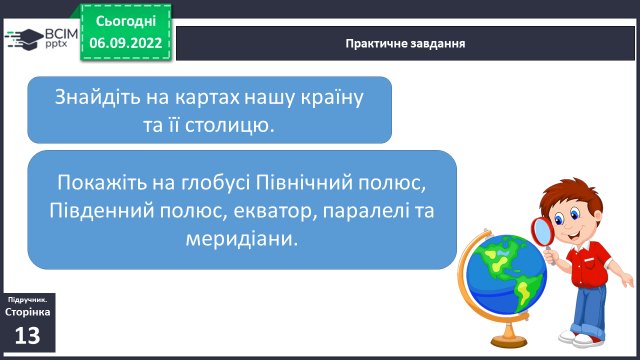 Сьогодні
06.09.2022
BCIM
pptx
Практичне завдання
Знайдіть на картах нашу країну
та її столицю.
Покажіть на глобусі Північний полюс,
Південний полюс, екватор, паралелі та
меридіани.
Підручник.
Сторінка
13